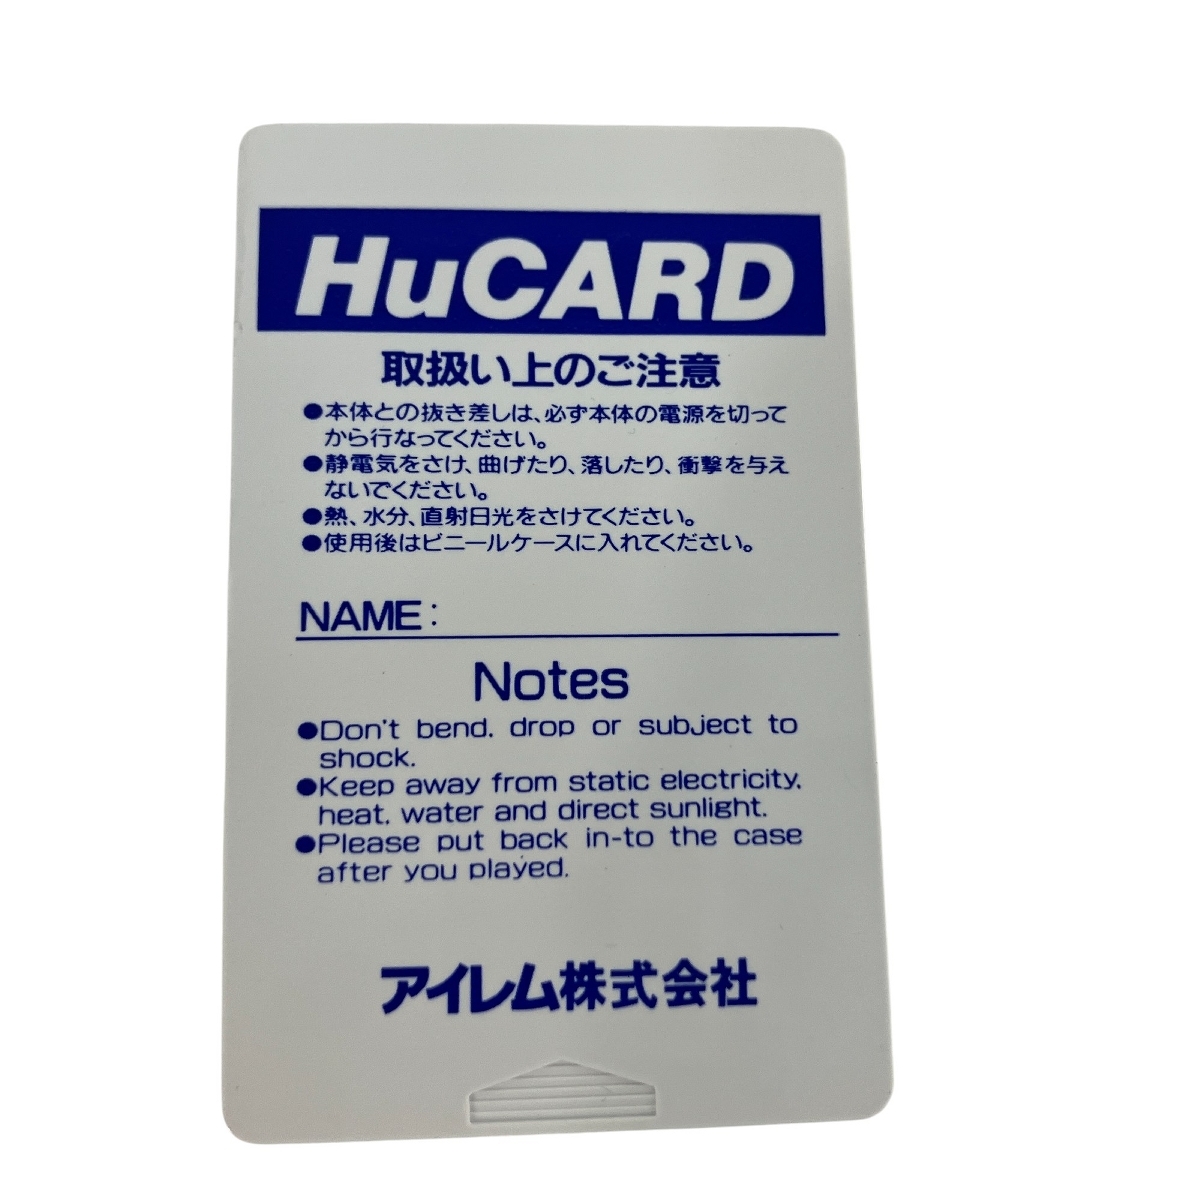 HuCARD
取扱い上のご注意
●本体との抜き差しは、必ず本体の電源を切って
から行なってください。
●静電気をさけ、曲げたり、落したり、衝撃を与え
ないでください。
●熱、水分、直射日光をさけてください。
●使用後はビニールケースに入れてください。
NAME:
Notes
●Don't bend, drop or subject to
shock.
●Keep away from static electricity,
heat, water and direct sunlight.
●Please put back in-to the case
after you played.
アイレム株式会社